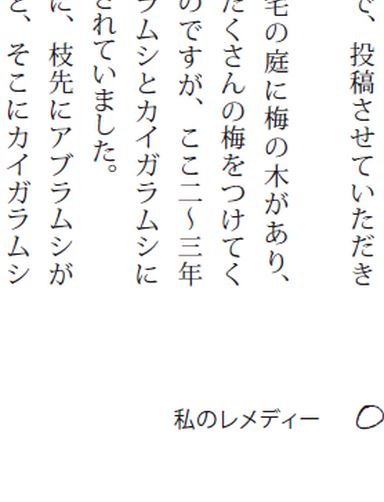 で、投稿させていただき
宅の庭に梅の木があり、
たくさんの梅をつけてく
のですが、ここ二〜三年
ラムシとカイガラムシに
されていました。
に、枝先にアブラムシが
と、そこにカイガラムシ
私のレメディー